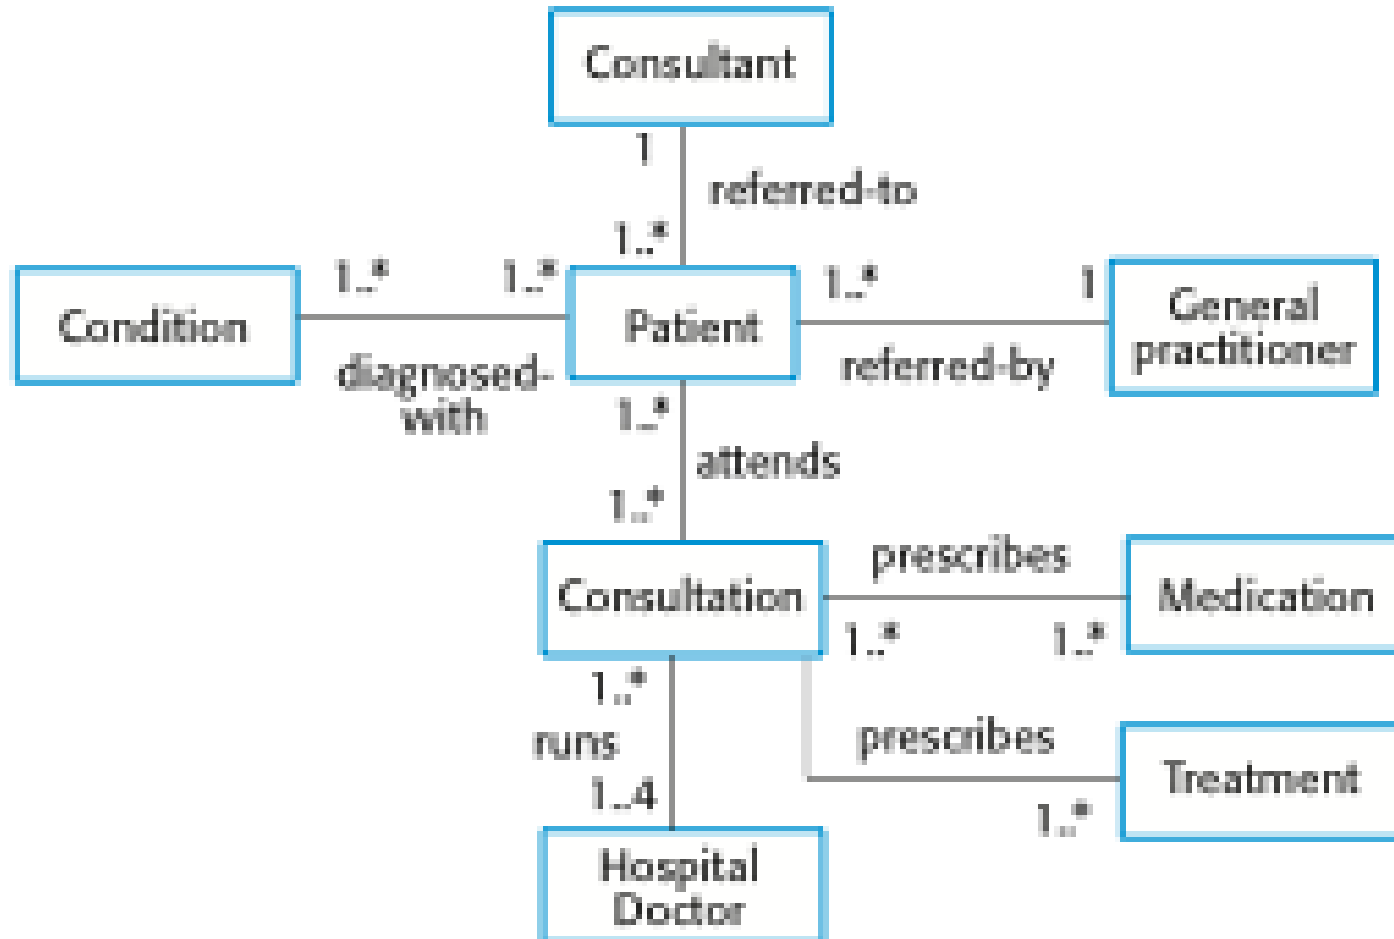 Consultant
1
referred-to
1..*
Condition
1..*
1..*
diagnosed-
with
Patient
1..*
1
referred-by
General
practitioner
1..*
attends
1..*
Consultation
prescribes
1..*
1..*
Medication
1..*
runs
1..4
prescribes
1..*
Treatment
Hospital
Doctor